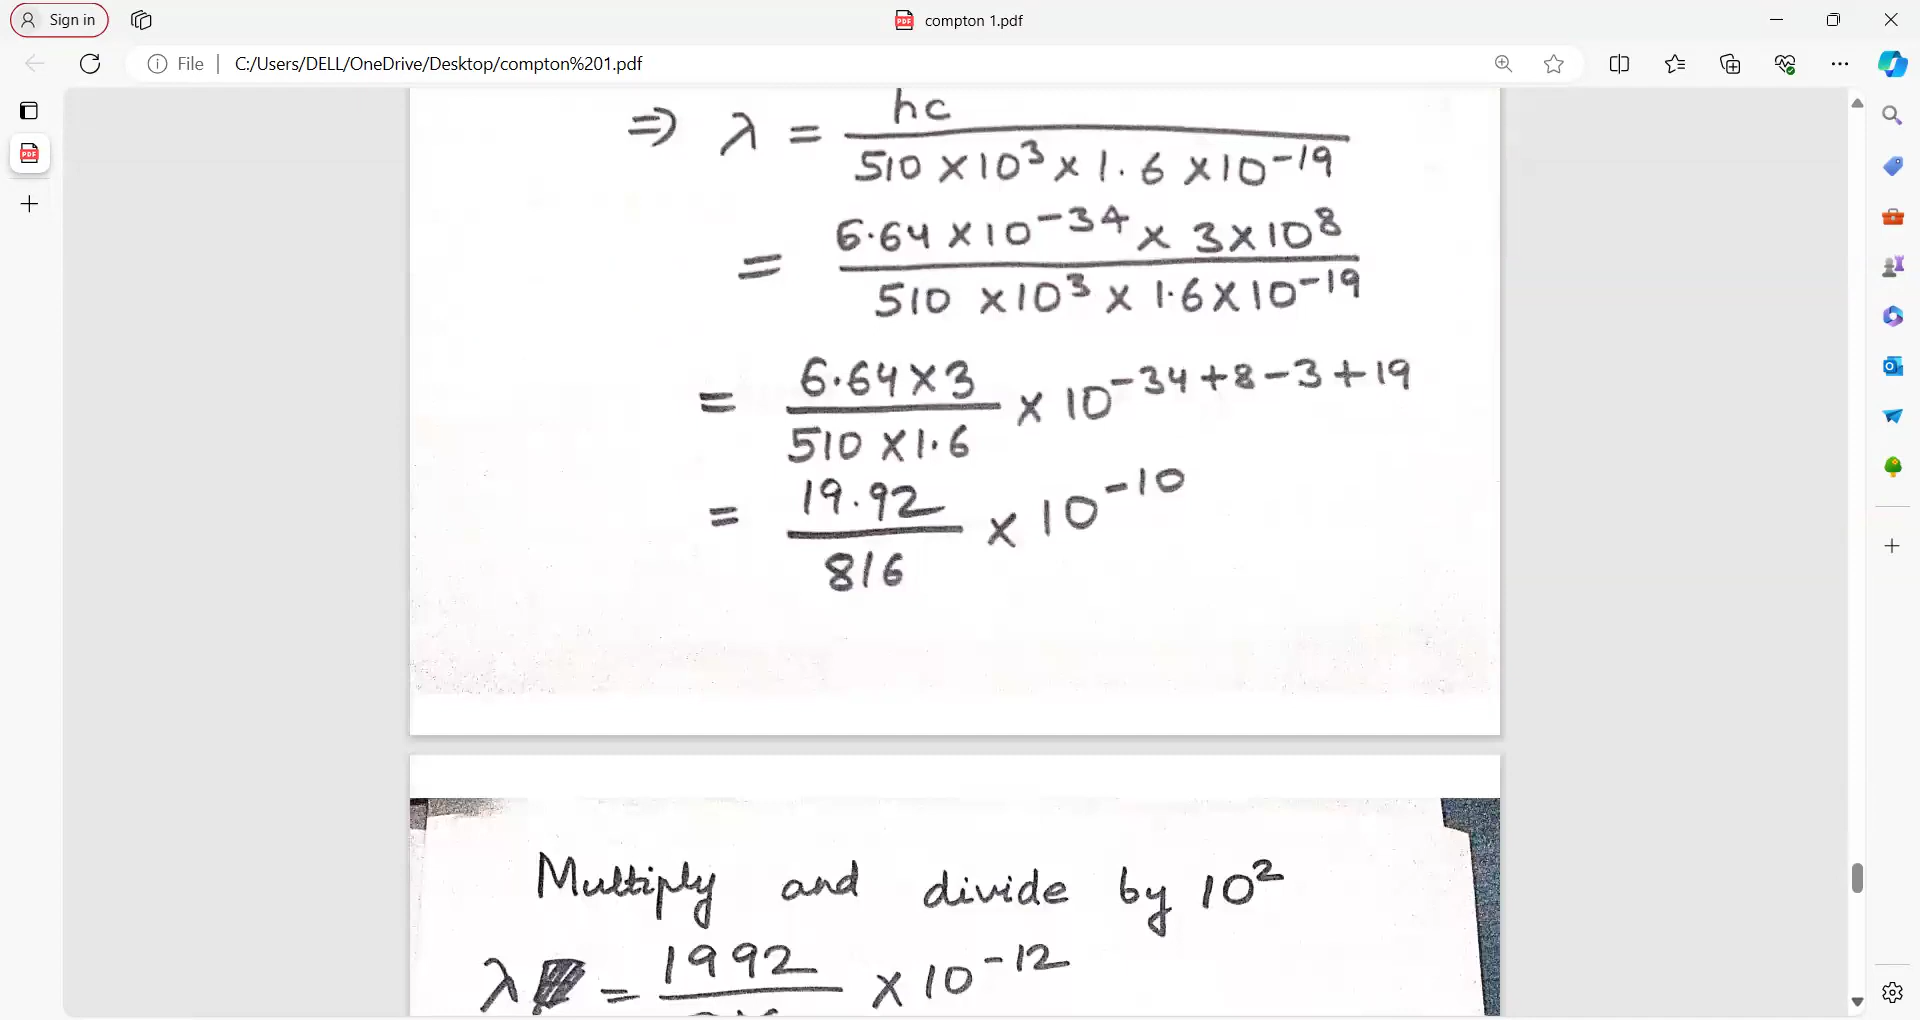 Sign in
compton 1.pdf
File | C:/Users/DELL/OneDrive/Desktop/compton%201.pdf
hc
⇒ λ = ―――
510 × 10³ × 1.6 × 10⁻¹⁹
6.64 × 10⁻³⁴ × 3 × 10⁸
= ―――
510 × 10³ × 1.6 × 10⁻¹⁹
6.64 × 3
= ――― × 10⁻³⁴⁺⁸⁻³⁺¹⁹
510 × 1.6
19.92
= ――― × 10⁻¹⁰
816
Multiply and divide by 10²
λ = 1992 × 10⁻¹²